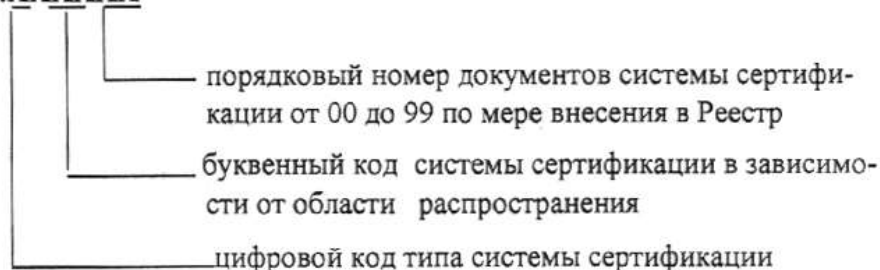 порядковый номер документов системы сертифи-
кации от 00 до 99 по мере внесения в Реестр
буквенный код системы сертификации в зависимо-
сти от области распространения
цифровой код типа системы сертификации